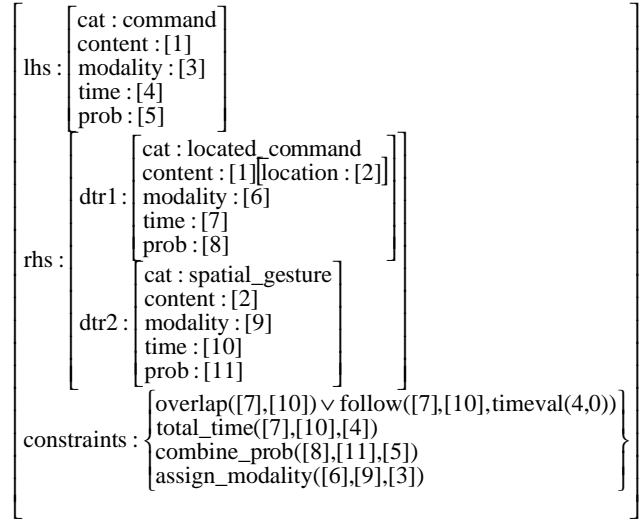 lhs :
cat : command
content : [1]
modality : [3]
time : [4]
prob : [5]
rhs :
dtr1 :
cat : located_command
content : [1][location : [2]]
modality : [6]
time : [7]
prob : [8]
dtr2 :
cat : spatial_gesture
content : [2]
modality : [9]
time : [10]
prob : [11]
constraints :
overlap([7],[10]) ∨ follow([7],[10],timeval(4,0))
total_time([7],[10],[4])
combine_prob([8],[11],[5])
assign_modality([6],[9],[3])